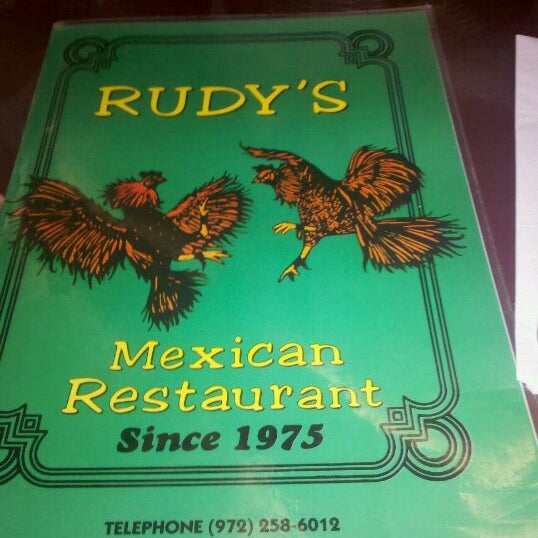 RUDY'S
Mexican
Restaurant
Since 1975
TELEPHONE (972) 258-6012